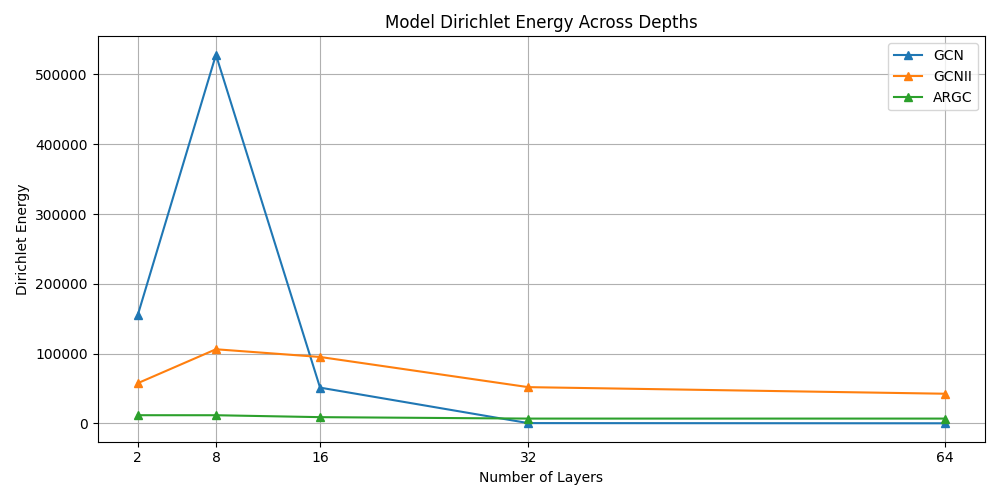 Model Dirichlet Energy Across Depths
GCN
GCNII
ARGC
Dirichlet Energy
500000
400000
300000
200000
100000
0
2 8 16 32 64
Number of Layers